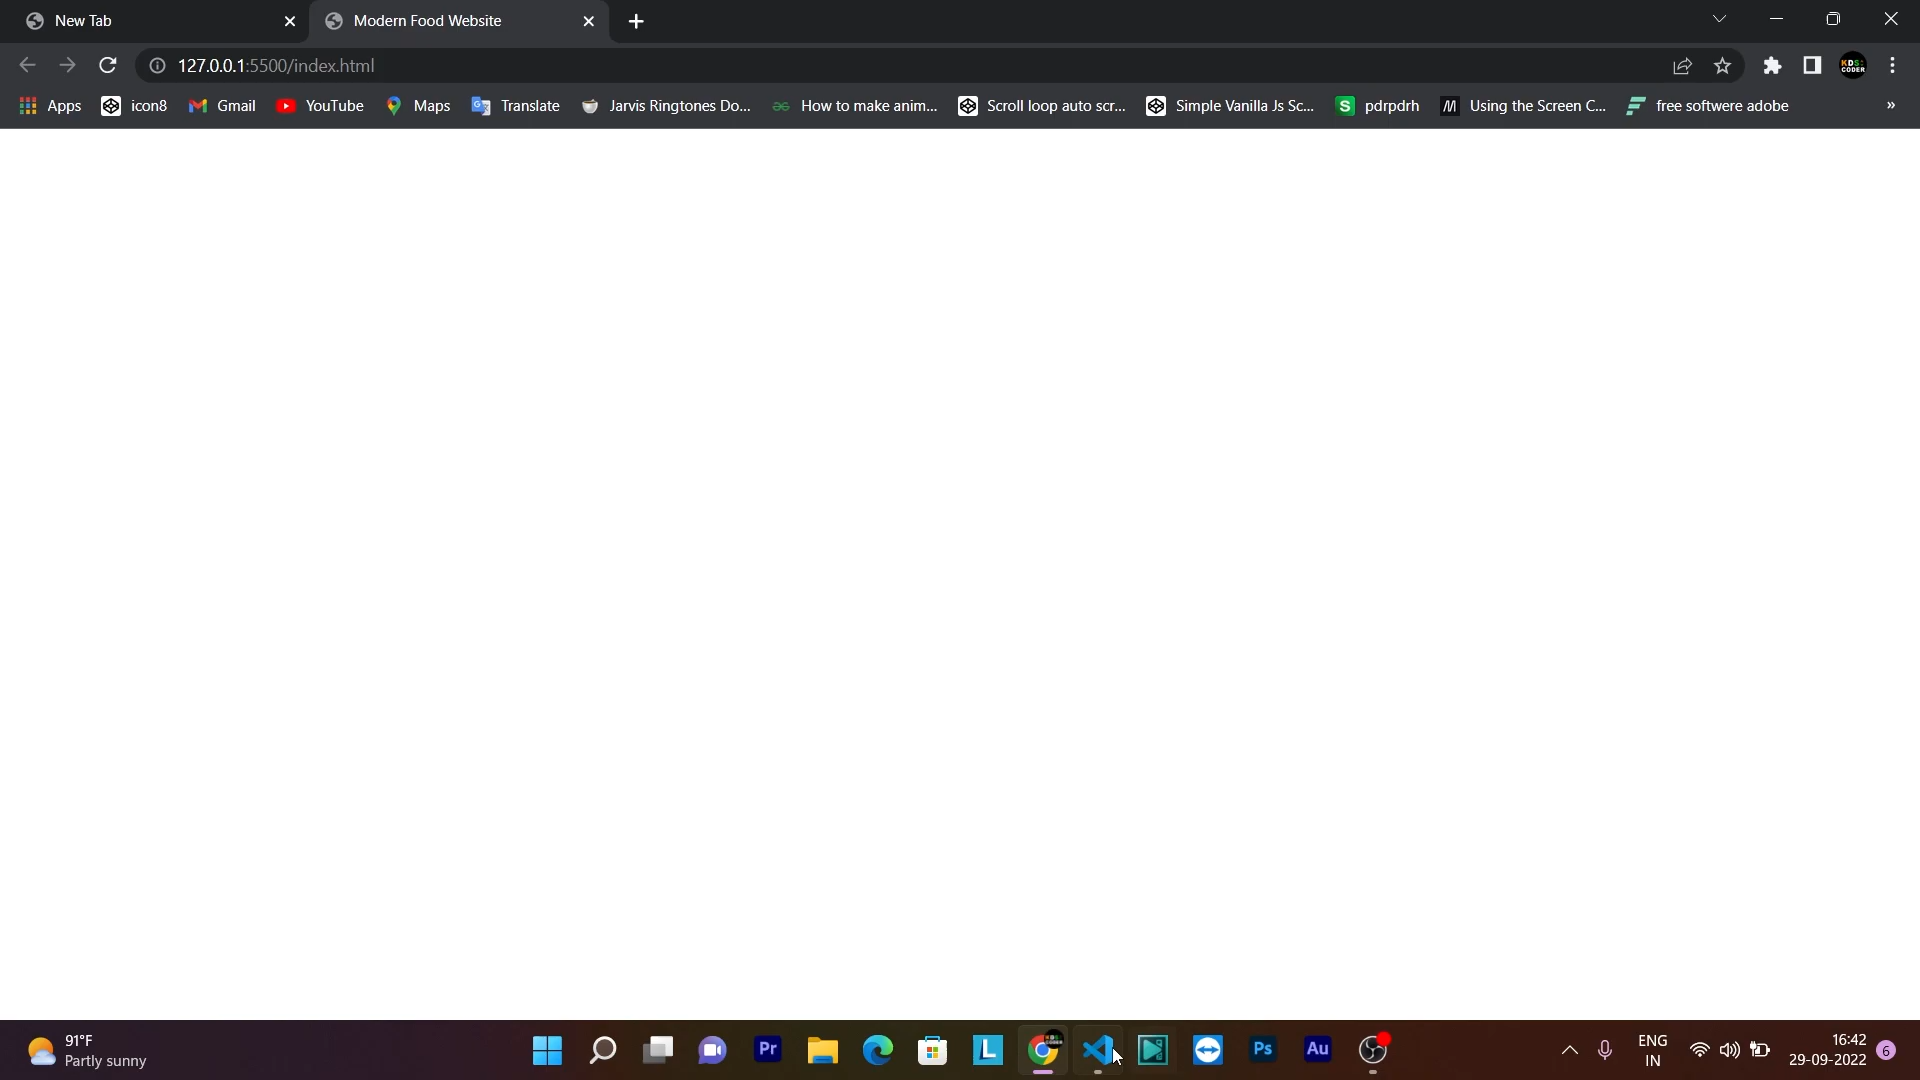 New Tab
Modern Food Website
127.0.0.1:5500/index.html
KDS: CODER
Apps
icon8
Gmail
YouTube
Maps
Translate
Jarvis Ringtones Do...
How to make anim...
Scroll loop auto scr...
Simple Vanilla Js Sc...
S pdrpdrh
M Using the Screen C...
free softwere adobe
»
91°F
Partly sunny
Pr
L
Ps
Au
ENG
IN
16:42
29-09-2022
6